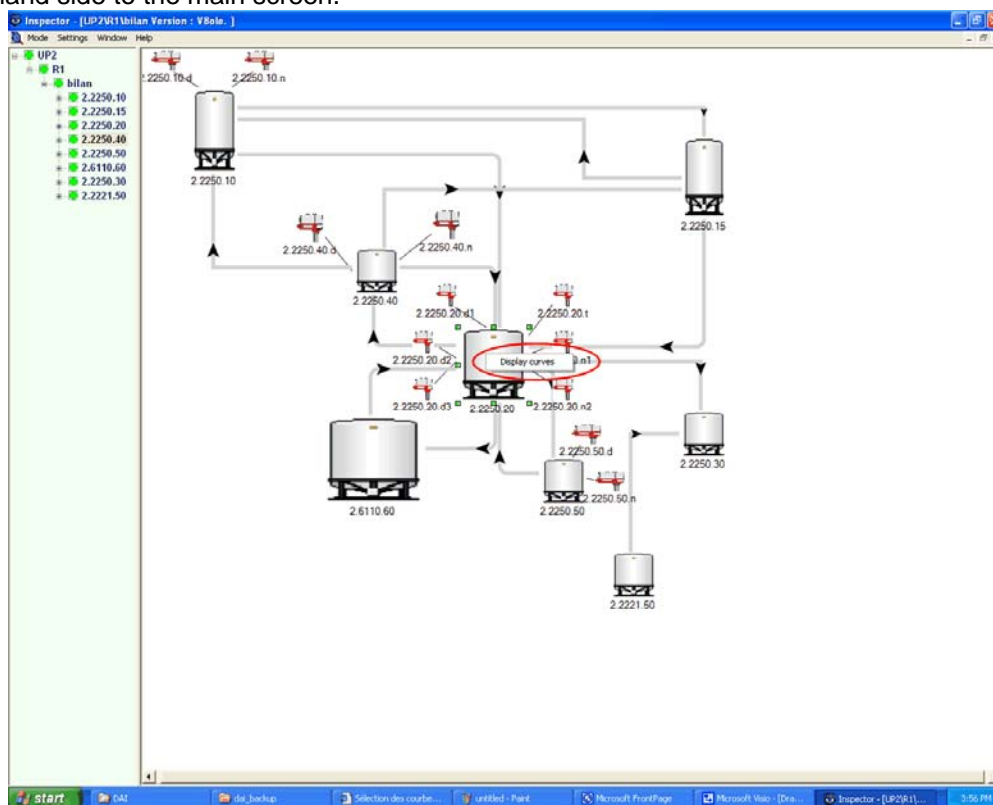 hand side to the main screen.
Inspector - [UP2\R1\bilan Version : V8ole. ]
Mode Settings Window Help
UP2
R1
bilan
2.2250.10
2.2250.15
2.2250.20
2.2250.40
2.2250.50
2.6110.60
2.2250.30
2.2221.50
2.2250.10.d
2.2250.10.n
2.2250.10
2.2250.15
2.2250.40.d
2.2250.40.n
2.2250.40
2.2250.20.d1
2.2250.20.t
2.2250.20.d2
Display curves
.n1
2.2250.20.d3
2.2250.20
2.2250.20.n2
2.2250.50.d
2.2250.30
2.2250.50.n
2.6110.60
2.2250.50
2.2221.50
start
DAI
dai_backup
Sélection des courbe...
untitled - Paint
Microsoft FrontPage
Microsoft Visio - [Dra...
Inspector - [UP2\R1\...
3:56 PM